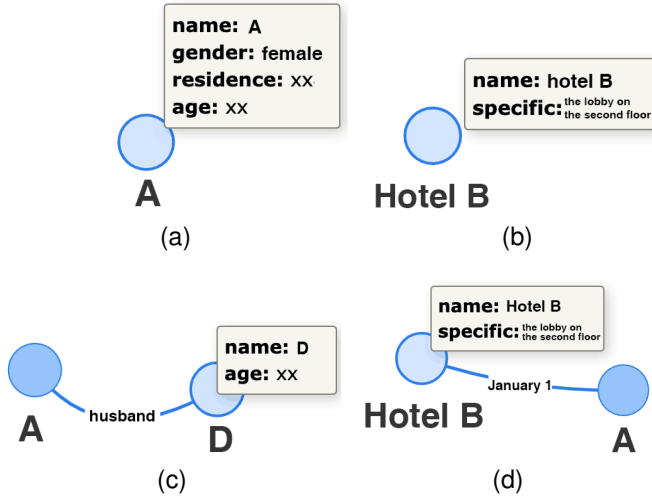 name: A
gender: female
residence: xx
age: xx
A
(a)
name: hotel B
specific: the lobby on
the second floor
Hotel B
(b)
name: D
age: xx
husband
A
D
(c)
name: Hotel B
specific: the lobby on
the second floor
January 1
Hotel B
A
(d)